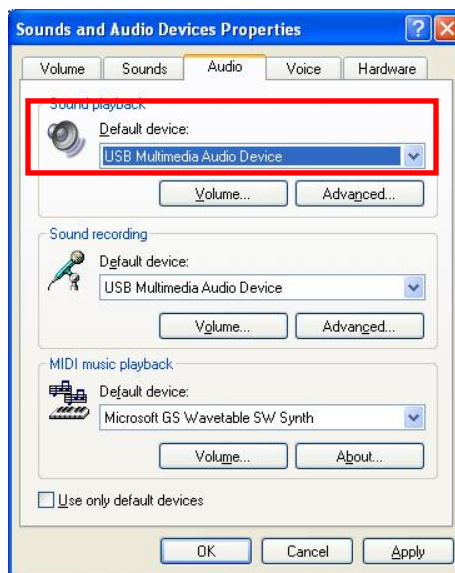 Sounds and Audio Devices Properties
Volume Sounds Audio Voice Hardware
Sound playback
Default device:
USB Multimedia Audio Device
Volume... Advanced...
Sound recording
Default device:
USB Multimedia Audio Device
Volume... Advanced...
MIDI music playback
Default device:
Microsoft GS Wavetable SW Synth
Volume... About...
Use only default devices
OK Cancel Apply